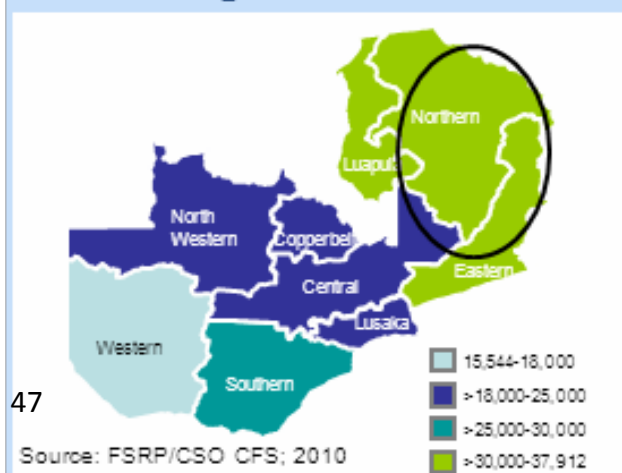 Northern
Luapula
North
Western
Copperbelt
Central
Eastern
Lusaka
Western
Southern
15,544-18,000
>18,000-25,000
>25,000-30,000
>30,000-37,912
47
Source: FSRP/CSO CFS; 2010